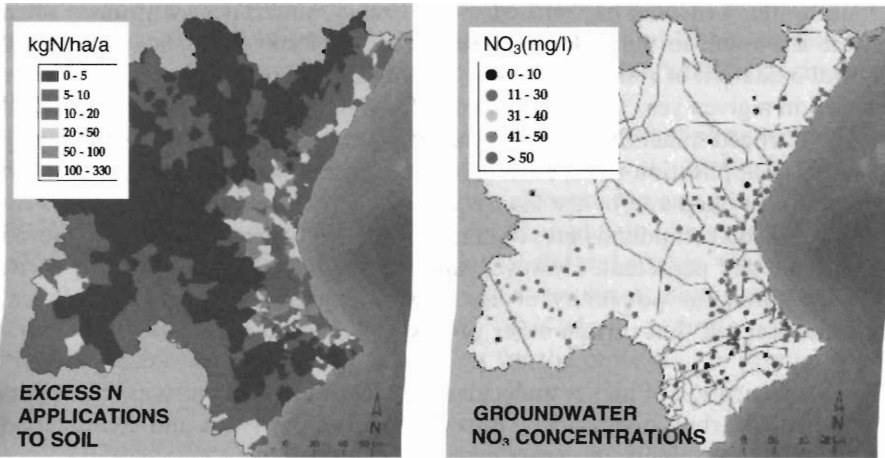 kgN/ha/a
0 - 5
5- 10
10 - 20
20 - 50
50 - 100
100 - 330
EXCESS N
APPLICATIONS
TO SOIL
N
NO₃(mg/l)
0 - 10
11 - 30
31 - 40
41 - 50
> 50
GROUNDWATER
NO₃ CONCENTRATIONS
N